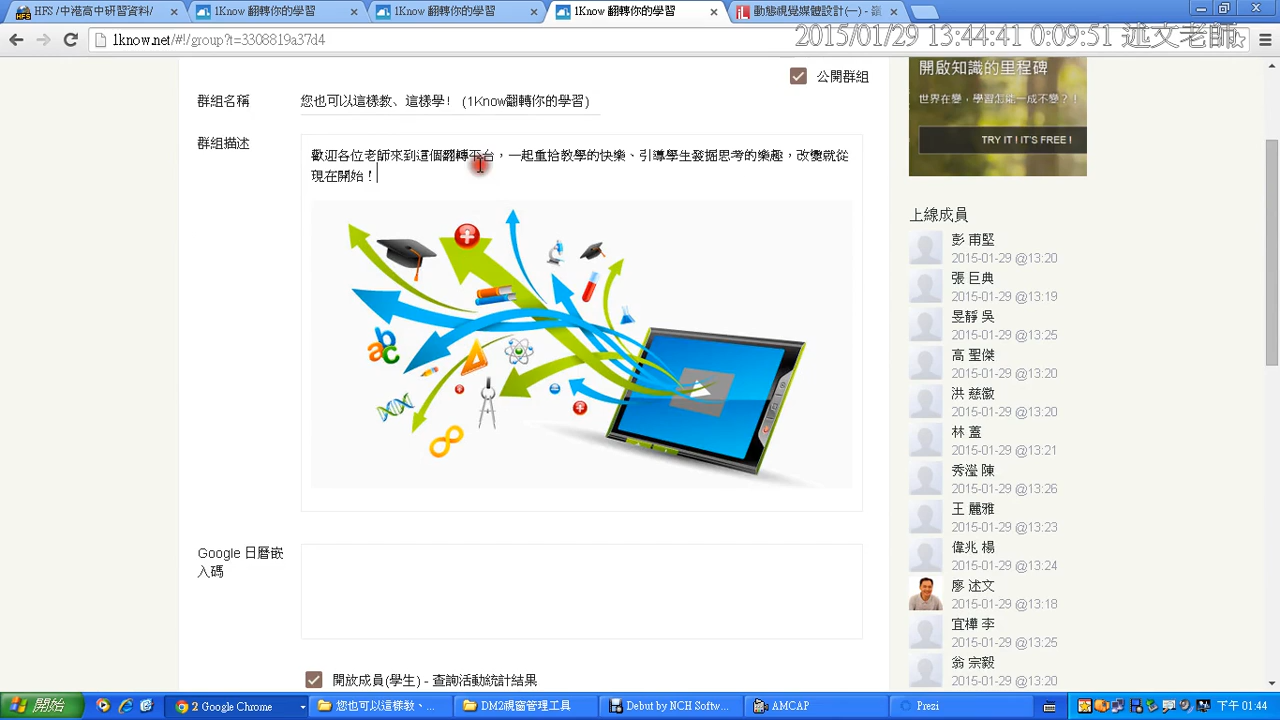 HFS /中港高中研習資料/
1Know 翻轉你的學習
1Know 翻轉你的學習
1Know 翻轉你的學習
動態視覺媒體設計(一) -
1know.net/#!/group?t=3308819a37d4
2015/01/29 13:44:41 0:09:51 述文老師
公開群組
群組名稱
您也可以這樣教、這樣學! (1Know翻轉你的學習)
群組描述
歡迎各位老師來到這個翻轉平台，一起重拾教學的快樂、引導學生發掘思考的樂趣，改變就從
現在開始！
abc
Google 日曆嵌
入碼
開放成員(學生) - 查詢活動統計結果
開啟知識的里程碑
世界在變，學習怎能一成不變？！
TRY IT ! IT'S FREE !
上線成員
彭 甫堅
2015-01-29 @13:20
張 巨典
2015-01-29 @13:19
昱靜 吳
2015-01-29 @13:25
高 聖傑
2015-01-29 @13:20
洪 慈徽
2015-01-29 @13:20
林 蓋
2015-01-29 @13:21
秀瀅 陳
2015-01-29 @13:26
王 麗雅
2015-01-29 @13:23
偉兆 楊
2015-01-29 @13:24
廖 述文
2015-01-29 @13:18
宜樺 李
2015-01-29 @13:25
翁 宗毅
2015-01-29 @13:20
開始
2 Google Chrome
您也可以這樣教、...
DM2視窗管理工具
Debut by NCH Softw...
AMCAP
Prezi
下午 01:44